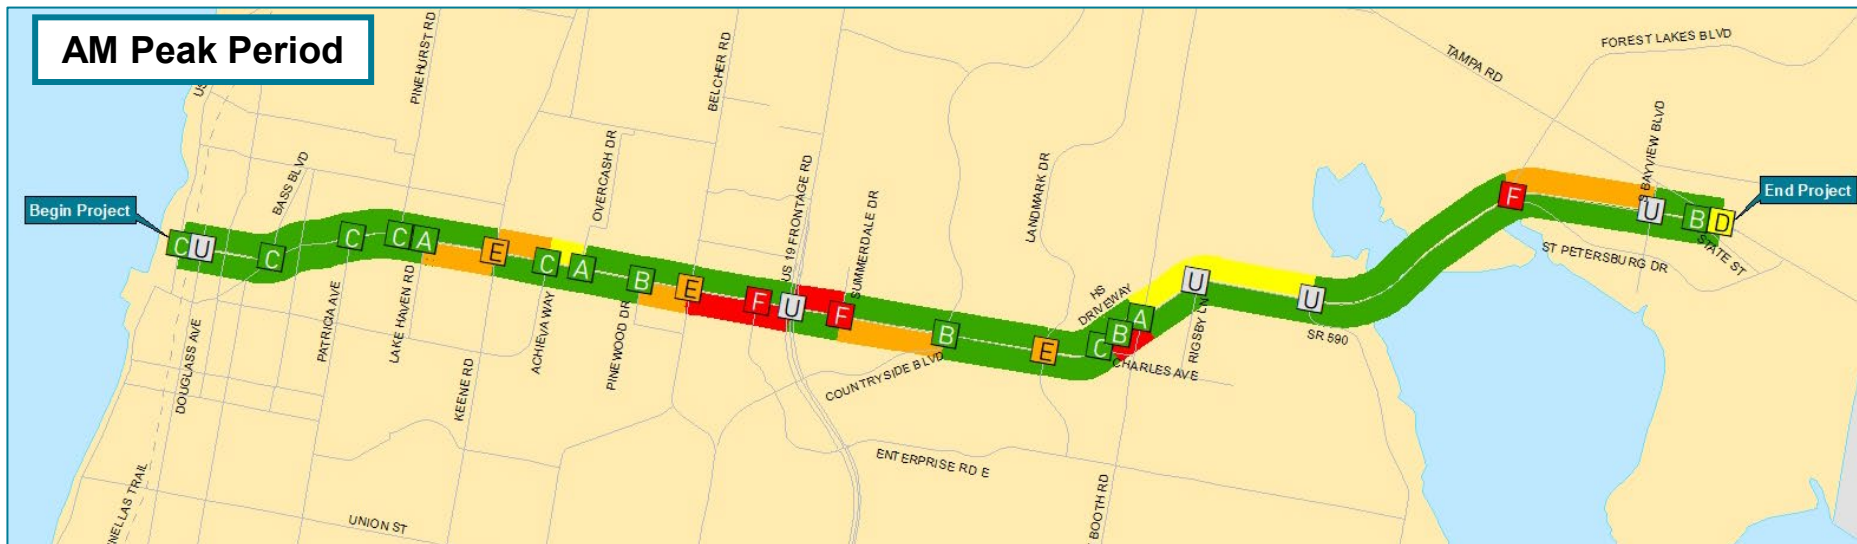 AM Peak Period
US
PINEHURST RD
BELCHER RD
TAMPA RD
FOREST LAKES BLVD
BASS BLVD
OVERCASH DR
US 19 FRONTAGE RD
SUMMERDALE DR
LANDMARK DR
BAYVIEW BLVD
Begin Project
End Project
C
U
C
C
C
A
E
C
A
B
E
F
U
F
B
E
C
B
A
U
U
F
U
B
D
DOUGLASS AVE
PATRICIA AVE
LAKE HAVEN RD
KEENE RD
ACHIEVA WAY
PINEWOOD DR
COUNTRYSIDE BLVD
HS
DRIVEWAY
CHARLES AVE
RIGSBY LN
SR 590
ST PETERSBURG DR
STATE ST
ENTERPRISE RD E
BOOTH RD
NELLAS TRAIL
UNION ST